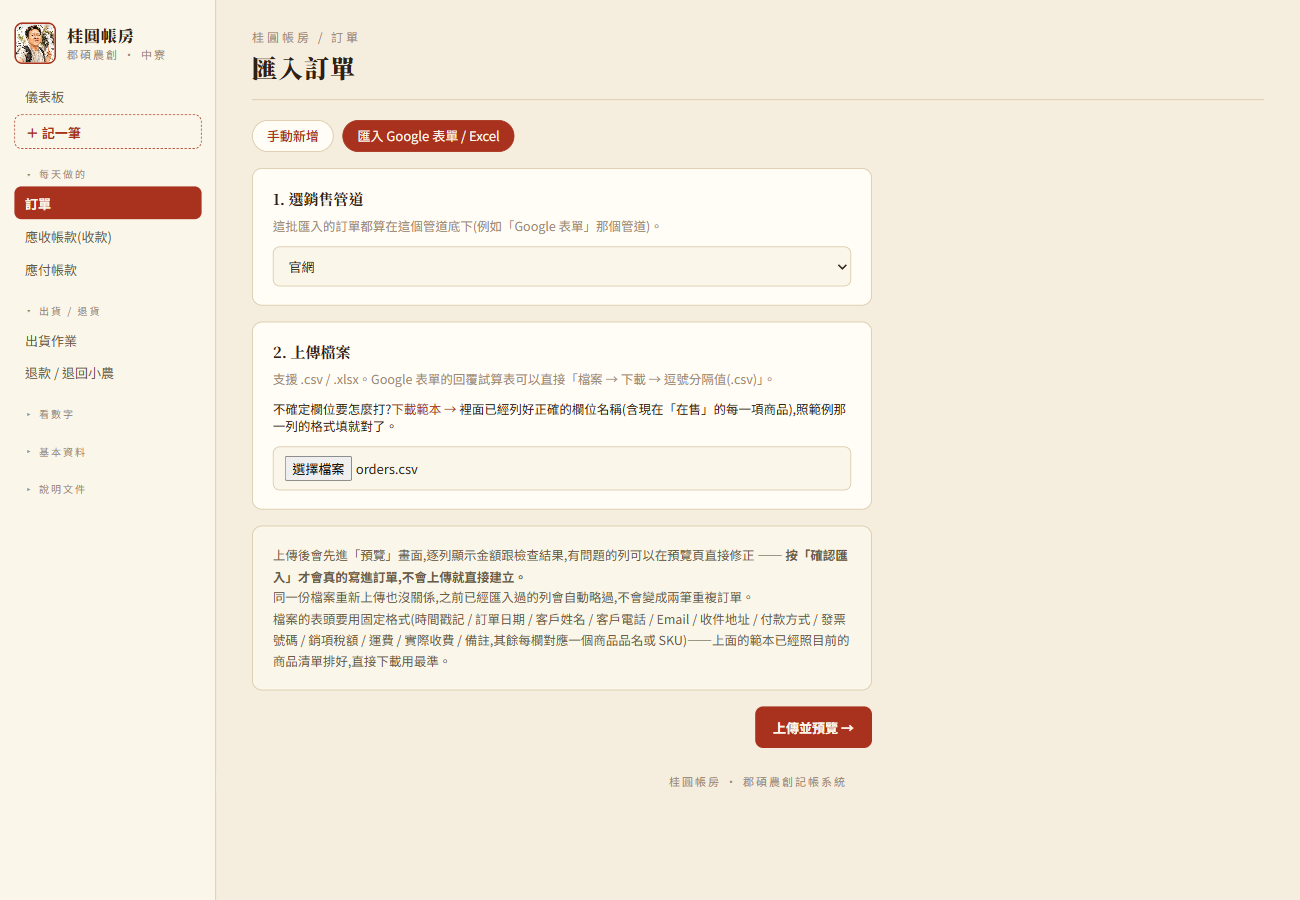 桂圓帳房
郡碩農創 · 中寮
儀表板
＋ 記一筆
每天做的
訂單
應收帳款(收款)
應付帳款
出貨 / 退貨
出貨作業
退款 / 退回小農
看數字
基本資料
說明文件
桂圓帳房 / 訂單
匯入訂單
手動新增
匯入 Google 表單 / Excel
1. 選銷售管道
這批匯入的訂單都算在這個管道底下(例如「Google 表單」那個管道)。
官網
2. 上傳檔案
支援 .csv / .xlsx。Google 表單的回覆試算表可以直接「檔案 → 下載 → 逗號分隔值(.csv)」。
不確定欄位要怎麼打?下載範本 → 裡面已經列好正確的欄位名稱(含現在「在售」的每一項商品),照範例那
一列的格式填就對了。
選擇檔案 orders.csv
上傳後會先進「預覽」畫面,逐列顯示金額跟檢查結果,有問題的列可以在預覽頁直接修正 —— 按「確認匯
入」才會真的寫進訂單,不會上傳就直接建立。
同一份檔案重新上傳也沒關係,之前已經匯入過的列會自動略過,不會變成兩筆重複訂單。
檔案的表頭要用固定格式(時間戳記 / 訂單日期 / 客戶姓名 / 客戶電話 / Email / 收件地址 / 付款方式 / 發票
號碼 / 銷項稅額 / 運費 / 實際收費 / 備註,其餘每欄對應一個商品品名或 SKU)——上面的範本已經照目前的
商品清單排好,直接下載用最準。
上傳並預覽 →
桂圓帳房 · 郡碩農創記帳系統